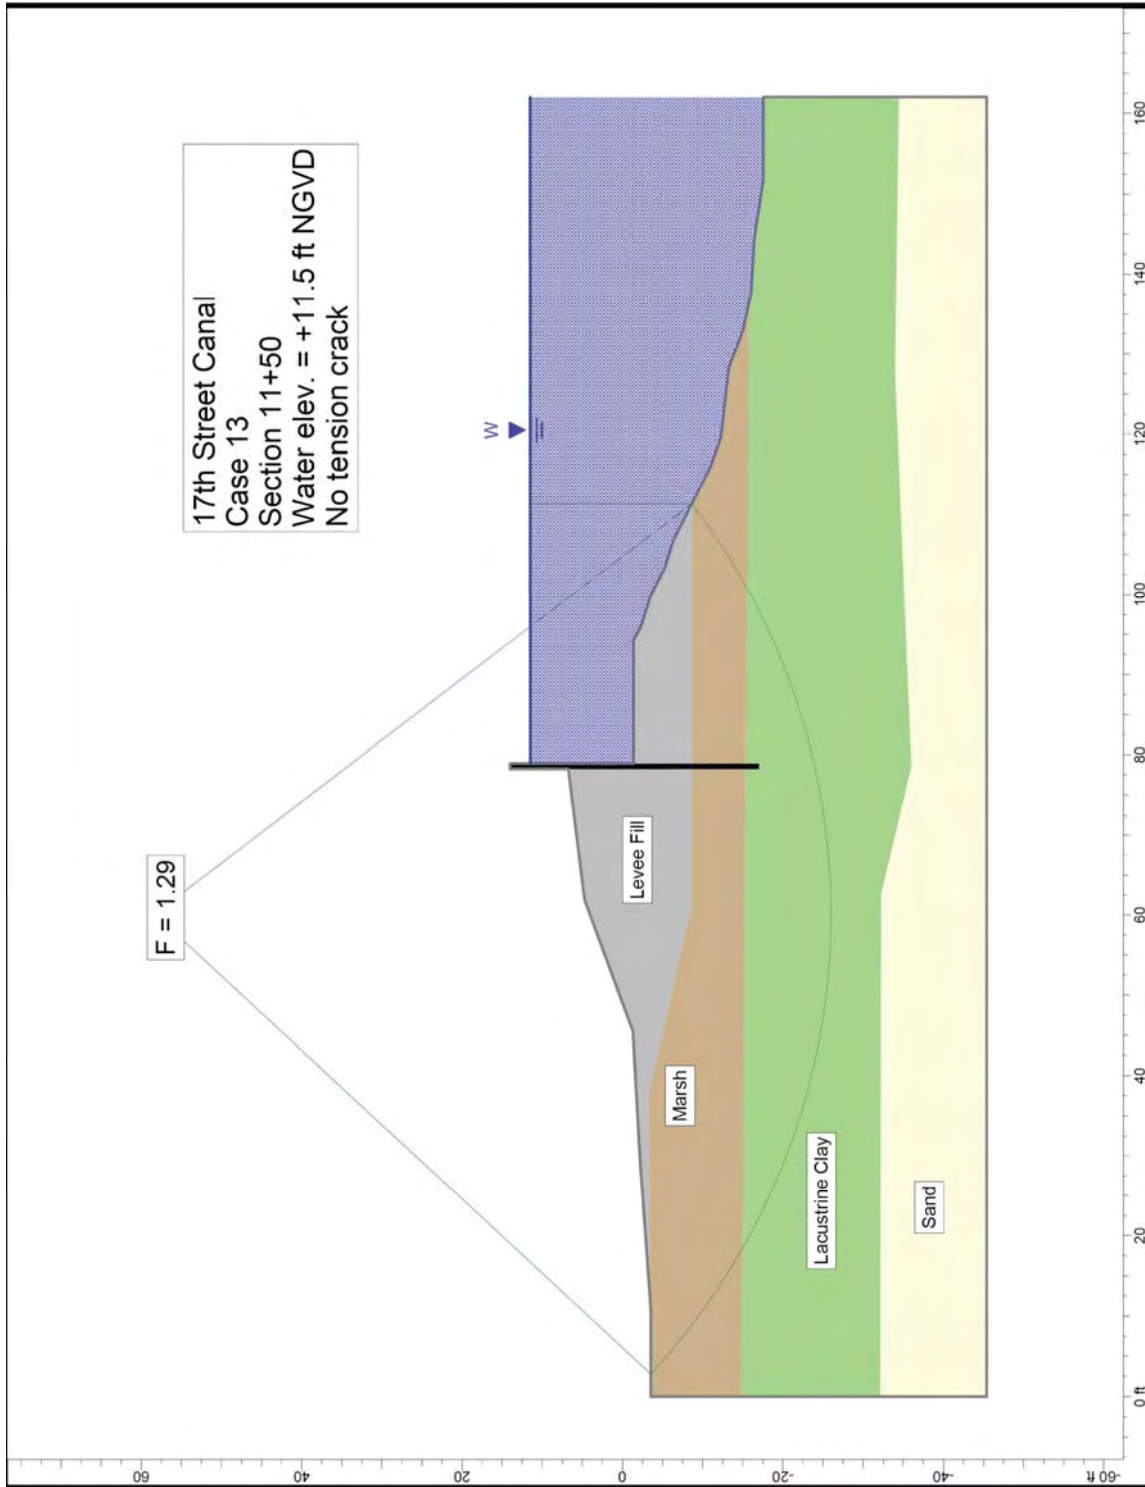 17th Street Canal
Case 13
Section 11+50
Water elev. = +11.5 ft NGVD
No tension crack
F = 1.29
W
Levee Fill
Marsh
Lacustrine Clay
Sand
60
40
20
0
-20
-40
-60 ft
0 ft
20
40
60
80
100
120
140
160